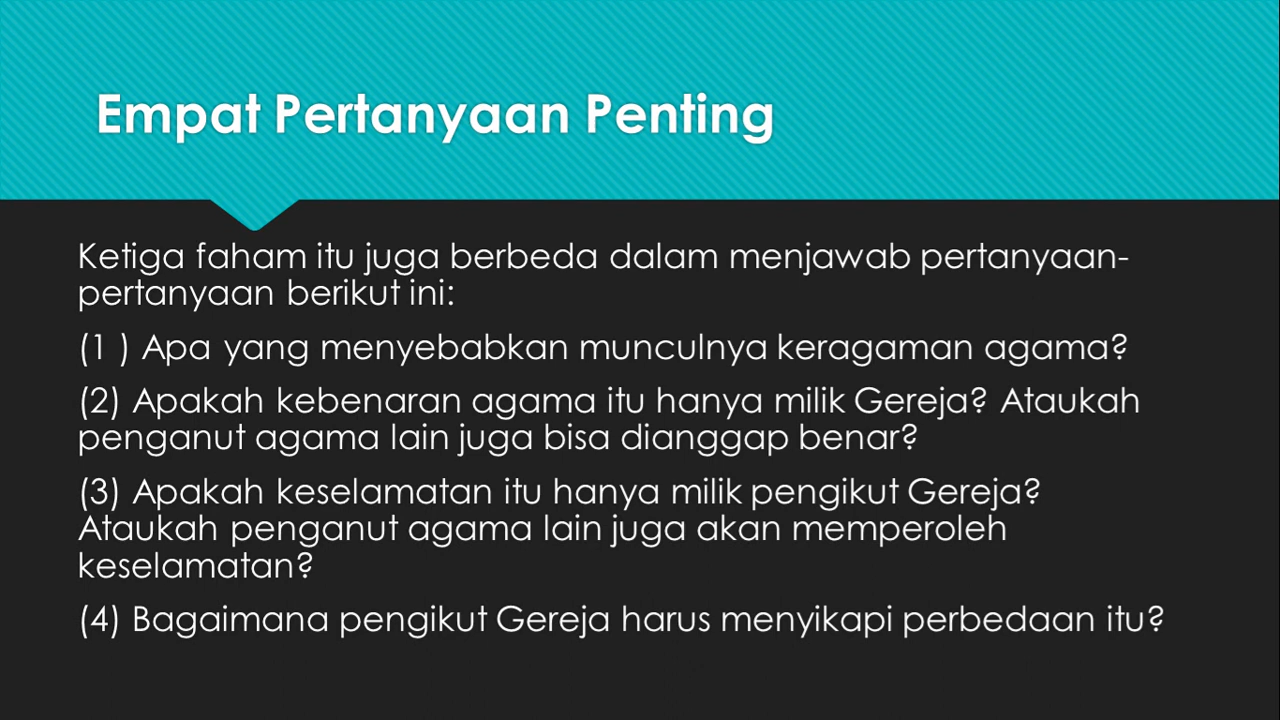 Empat Pertanyaan Penting
Ketiga faham itu juga berbeda dalam menjawab pertanyaan-
pertanyaan berikut ini:
(1 ) Apa yang menyebabkan munculnya keragaman agama?
(2) Apakah kebenaran agama itu hanya milik Gereja? Ataukah
penganut agama lain juga bisa dianggap benar?
(3) Apakah keselamatan itu hanya milik pengikut Gereja?
Ataukah penganut agama lain juga akan memperoleh
keselamatan?
(4) Bagaimana pengikut Gereja harus menyikapi perbedaan itu?